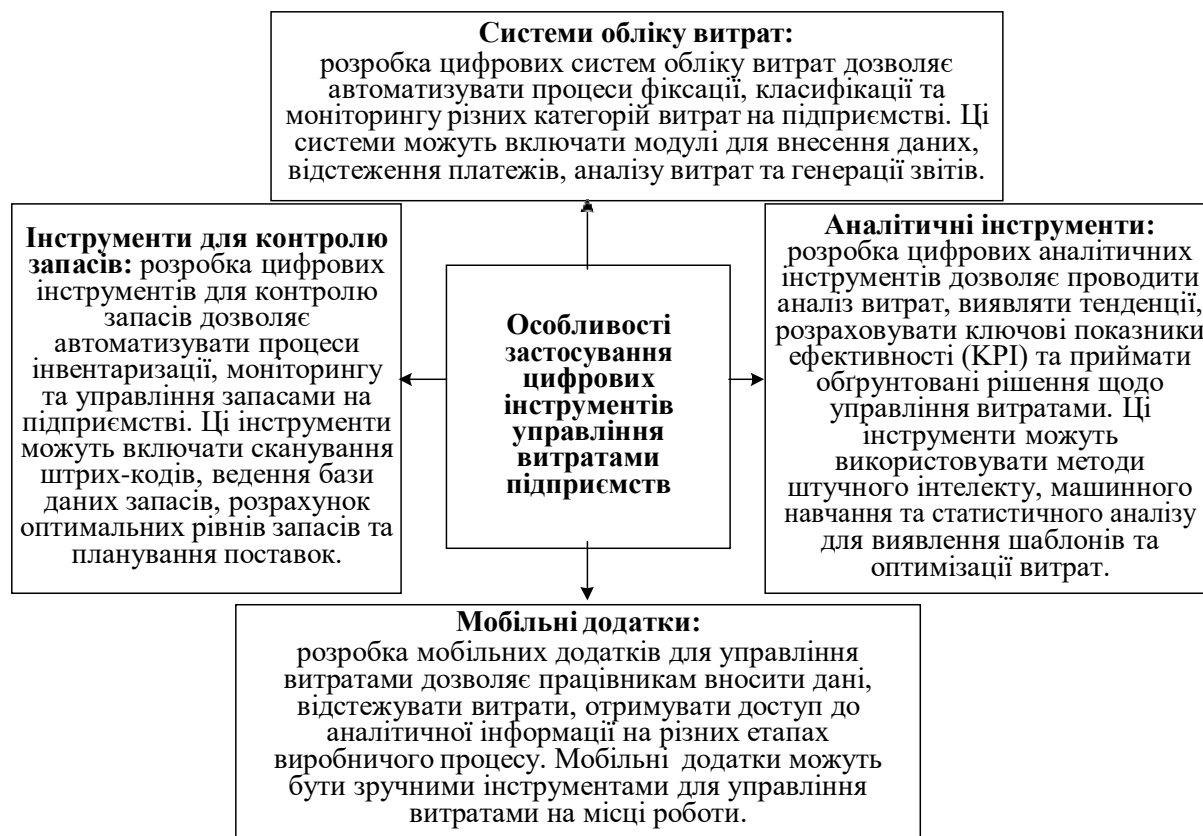 Системи обліку витрат:
розробка цифрових систем обліку витрат дозволяє
автоматизувати процеси фіксації, класифікації та
моніторингу різних категорій витрат на підприємстві. Ці
системи можуть включати модулі для внесення даних,
відстеження платежів, аналізу витрат та генерації звітів.
Інструменти для контролю
запасів: розробка цифрових
інструментів для контролю
запасів дозволяє
автоматизувати процеси
інвентаризації, моніторингу
та управління запасами на
підприємстві. Ці інструменти
можуть включати сканування
штрих-кодів, ведення бази
даних запасів, розрахунок
оптимальних рівнів запасів та
планування поставок.
Особливості
застосування
цифрових
інструментів
управління
витратами
підприємств
Аналітичні інструменти:
розробка цифрових аналітичних
інструментів дозволяє проводити
аналіз витрат, виявляти тенденції,
розраховувати ключові показники
ефективності (KPI) та приймати
обґрунтовані рішення щодо
управління витратами. Ці
інструменти можуть
використовувати методи
штучного інтелекту, машинного
навчання та статистичного аналізу
для виявлення шаблонів та
оптимізації витрат.
Мобільні додатки:
розробка мобільних додатків для управління
витратами дозволяє працівникам вносити дані,
відстежувати витрати, отримувати доступ до
аналітичної інформації на різних етапах
виробничого процесу. Мобільні додатки можуть
бути зручними інструментами для управління
витратами на місці роботи.